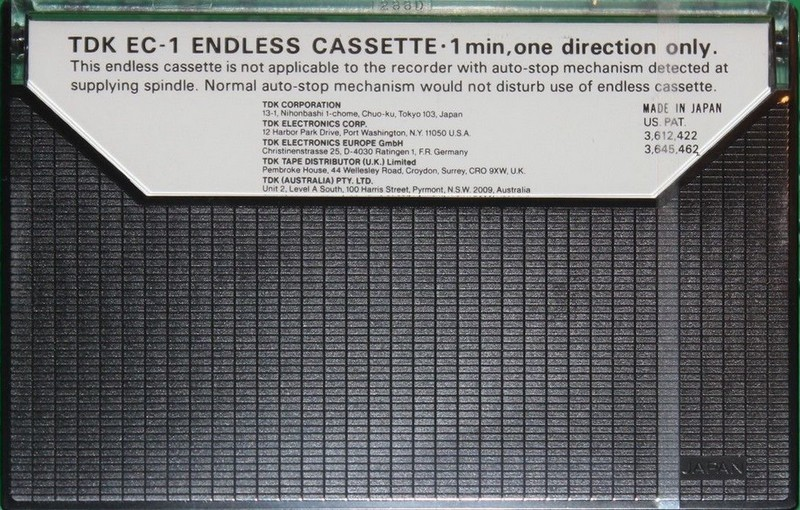 TDK EC-1 ENDLESS CASSETTE·1min,one direction only.
This endless cassette is not applicable to the recorder with auto-stop mechanism detected at
supplying spindle. Normal auto-stop mechanism would not disturb use of endless cassette.
TDK CORPORATION
13-1, Nihonbashi 1-chome, Chuo-ku, Tokyo 103, Japan
TDK ELECTRONICS CORP.
12 Harbor Park Drive, Port Washington, N.Y. 11050 U.S.A.
TDK ELECTRONICS EUROPE GmbH
Christinenstrasse 25, D-4030 Ratingen 1, F.R. Germany
TDK TAPE DISTRIBUTOR (U.K.) Limited
Pembroke House, 44 Wellesley Road, Croydon, Surrey, CRO 9XW, U.K.
TDK (AUSTRALIA) PTY. LTD.
Unit 2, Level A South, 100 Harris Street, Pyrmont, N.S.W. 2009, Australia
MADE IN JAPAN
US. PAT.
3,612,422
3,645,462
JAPAN